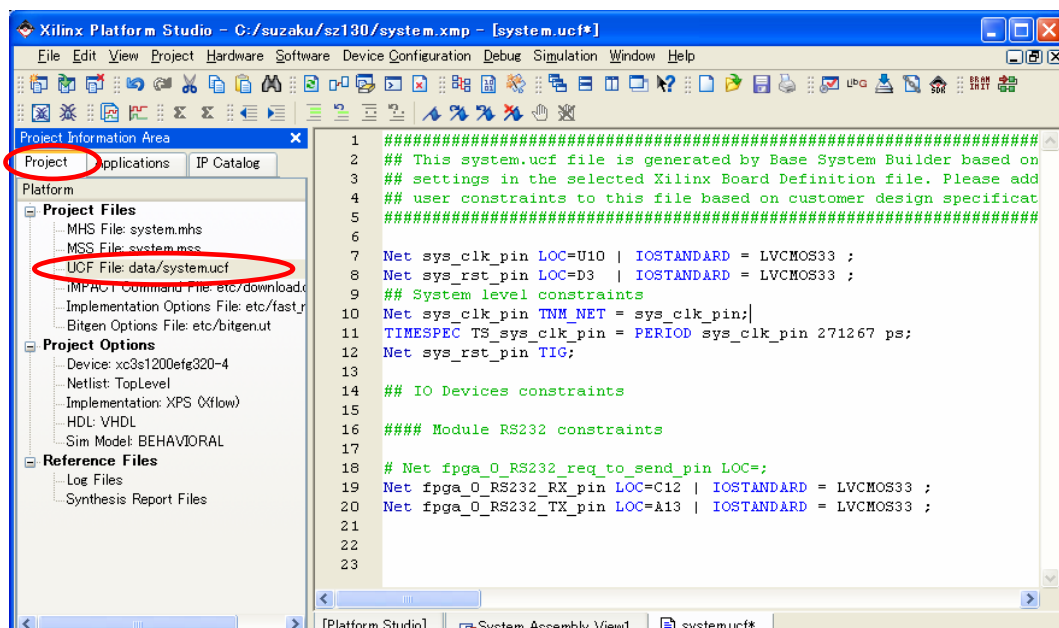 Xilinx Platform Studio - C:/suzaku/sz130/system.xmp - [system.ucf*]
File Edit View Project Hardware Software Device Configuration Debug Simulation Window Help
Project Information Area
Project Applications IP Catalog
Platform
Project Files
MHS File: system.mhs
MSS File: system.mss
UCF File: data/system.ucf
iMPACT Command File: etc/download.c
Implementation Options File: etc/fast_r
Bitgen Options File: etc/bitgen.ut
Project Options
Device: xc3s1200efg320-4
Netlist: TopLevel
Implementation: XPS (Xflow)
HDL: VHDL
Sim Model: BEHAVIORAL
Reference Files
Log Files
Synthesis Report Files
1 ################################################################
2 ## This system.ucf file is generated by Base System Builder based on
3 ## settings in the selected Xilinx Board Definition file. Please add
4 ## user constraints to this file based on customer design specificat
5 ################################################################
6
7 Net sys_clk_pin LOC=U10 | IOSTANDARD = LVCMOS33 ;
8 Net sys_rst_pin LOC=D3 | IOSTANDARD = LVCMOS33 ;
9 ## System level constraints
10 Net sys_clk_pin TNM_NET = sys_clk_pin;
11 TIMESPEC TS_sys_clk_pin = PERIOD sys_clk_pin 271267 ps;
12 Net sys_rst_pin TIG;
13
14 ## IO Devices constraints
15
16 #### Module RS232 constraints
17
18 # Net fpga_0_RS232_req_to_send_pin LOC=;
19 Net fpga_0_RS232_RX_pin LOC=C12 | IOSTANDARD = LVCMOS33 ;
20 Net fpga_0_RS232_TX_pin LOC=A13 | IOSTANDARD = LVCMOS33 ;
21
22
23
[Platform Studio] System Assembly View1 system.ucf*